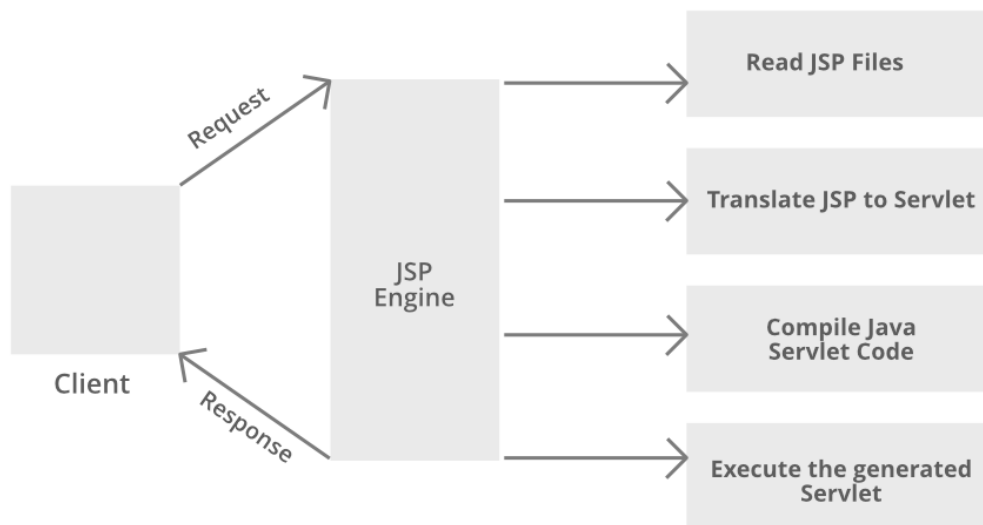 Request
Response
Client
JSP
Engine
Read JSP Files
Translate JSP to Servlet
Compile Java
Servlet Code
Execute the generated
Servlet